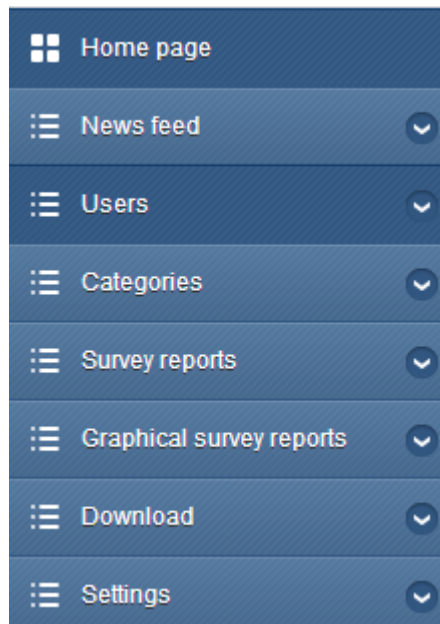 Home page
News feed
Users
Categories
Survey reports
Graphical survey reports
Download
Settings